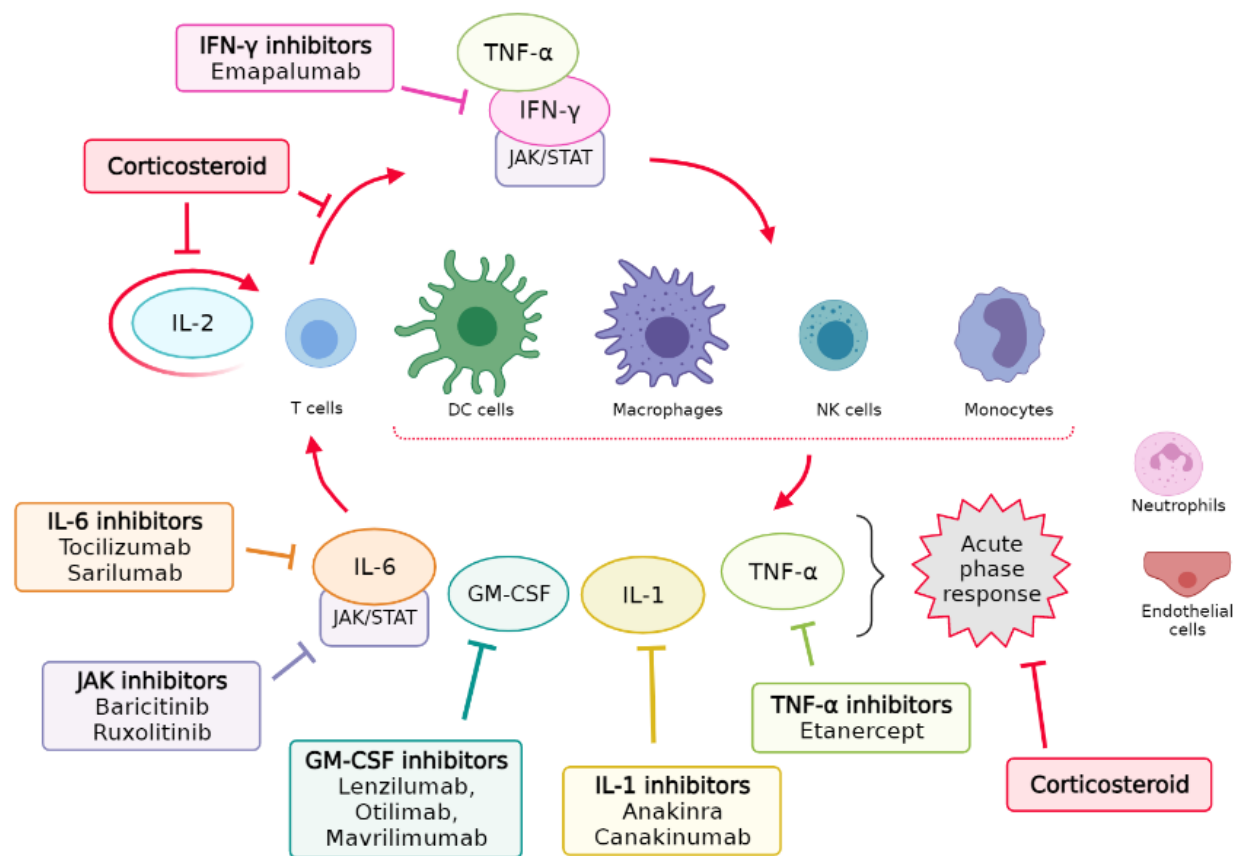 IFN-γ inhibitors
Emapalumab
TNF-α
IFN-γ
JAK/STAT
Corticosteroid
IL-2
T cells
DC cells
Macrophages
NK cells
Monocytes
Neutrophils
Endothelial
cells
IL-6 inhibitors
Tocilizumab
Sarilumab
IL-6
JAK/STAT
GM-CSF
IL-1
TNF-α
Acute
phase
response
JAK inhibitors
Baricitinib
Ruxolitinib
GM-CSF inhibitors
Lenzilumab,
Otilimab,
Mavrilimumab
IL-1 inhibitors
Anakinra
Canakinumab
TNF-α inhibitors
Etanercept
Corticosteroid